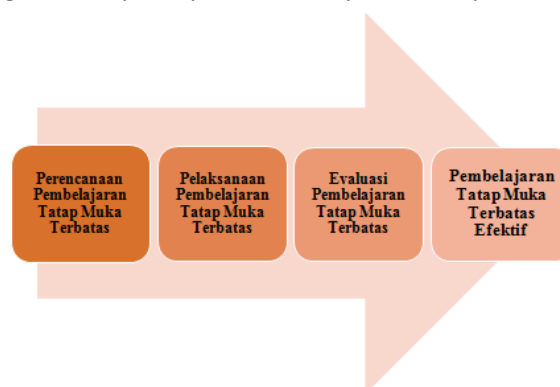 Perencanaan
Pembelajaran
Tatap Muka
Terbatas
Pelaksanaan
Pembelajaran
Tatap Muka
Terbatas
Evaluasi
Pembelajaran
Tatap Muka
Terbatas
Pembelajaran
Tatap Muka
Terbatas
Efektif